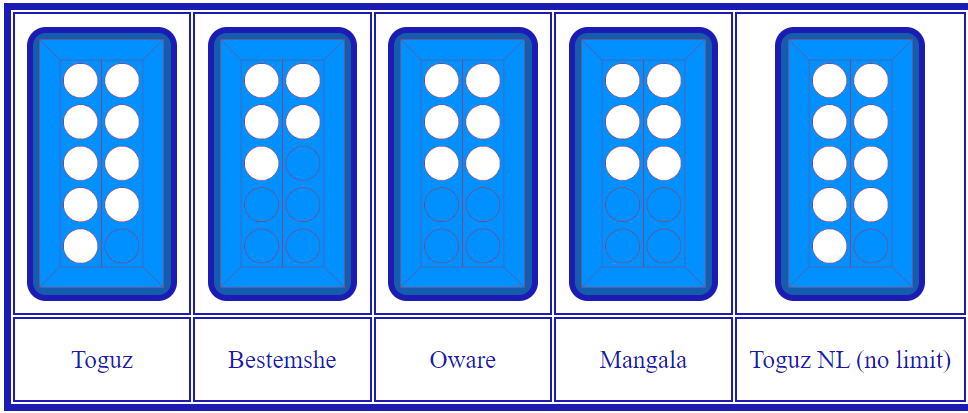 Toguz
Bestemshe
Oware
Mangala
Toguz NL (no limit)